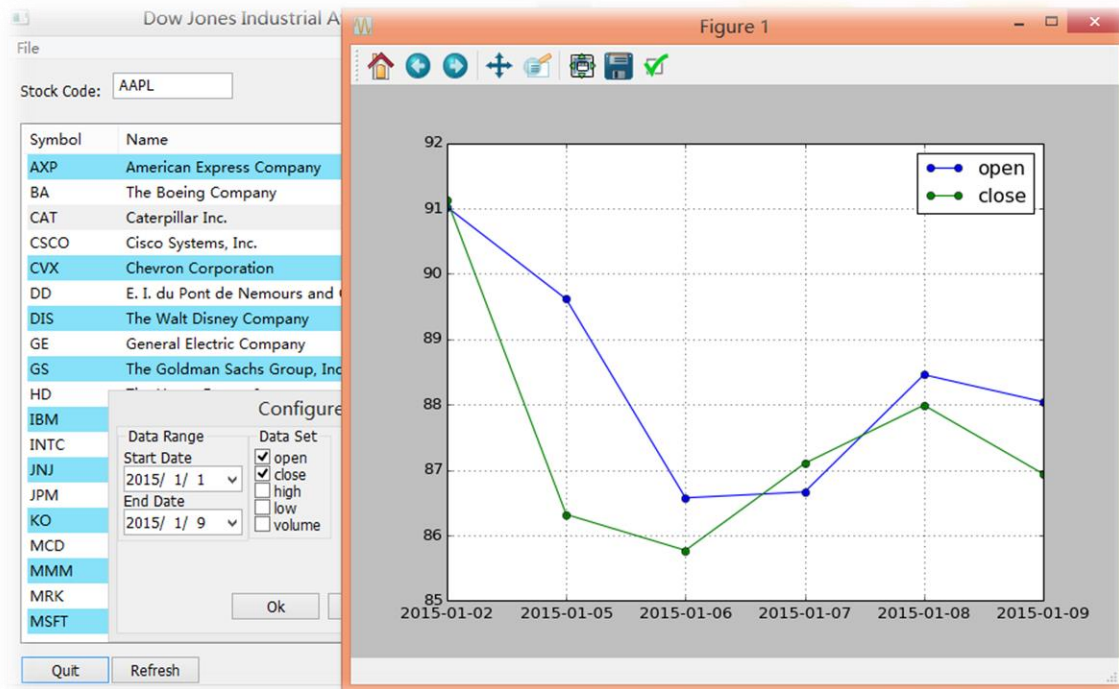 Dow Jones Industrial A
File
Stock Code: AAPL
Symbol Name
AXP American Express Company
BA The Boeing Company
CAT Caterpillar Inc.
CSCO Cisco Systems, Inc.
CVX Chevron Corporation
DD E. I. du Pont de Nemours and
DIS The Walt Disney Company
GE General Electric Company
GS The Goldman Sachs Group, Inc
HD
IBM
INTC
JNJ
JPM
KO
MCD
MMM
MRK
MSFT
Configure
Data Range
Start Date
2015/ 1/ 1
End Date
2015/ 1/ 9
Data Set
open
close
high
low
volume
Ok
Quit Refresh
Figure 1
92
91
90
89
88
87
86
85
open
close
2015-01-02 2015-01-05 2015-01-06 2015-01-07 2015-01-08 2015-01-09